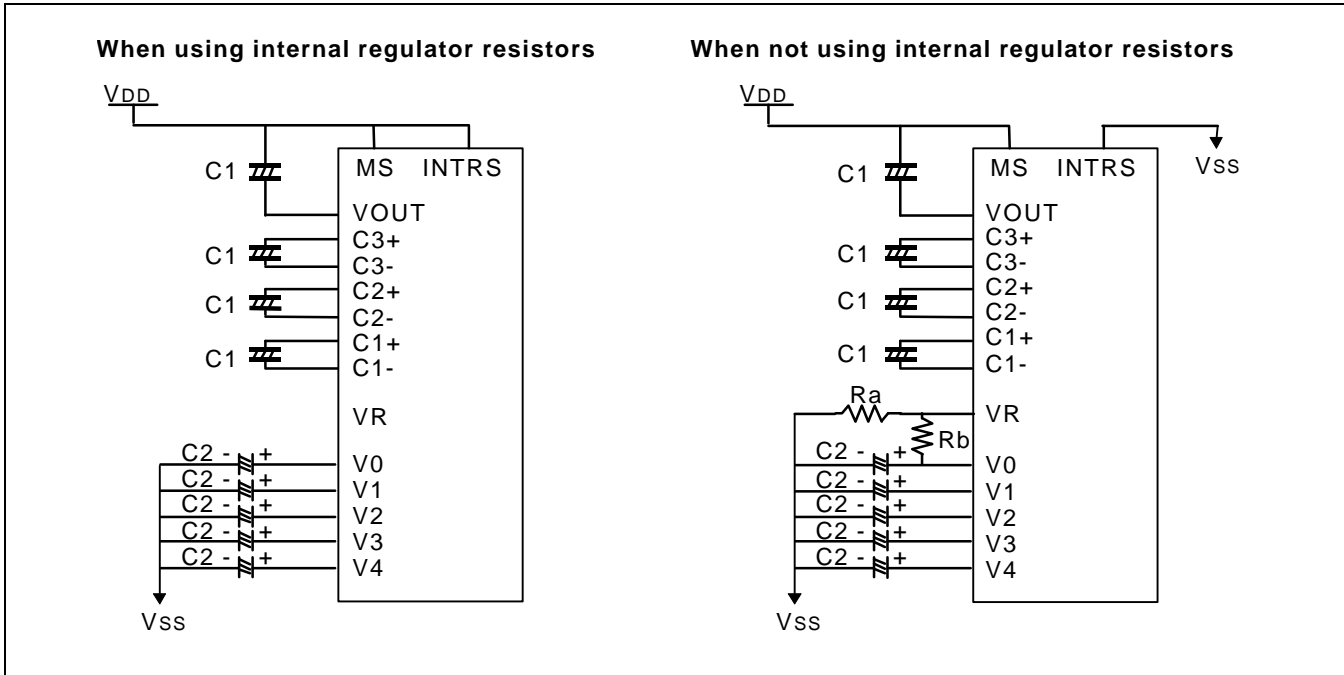 When using internal regulator resistors
VDD
C1
MS INTRS
VOUT
C3+
C1
C3-
C2+
C1
C2-
C1+
C1
C1-
VR
C2 - +
V0
C2 - +
V1
C2 - +
V2
C2 - +
V3
C2 - +
V4
VSS
When not using internal regulator resistors
VDD
C1
MS INTRS
VSS
VOUT
C3+
C1
C3-
C2+
C1
C2-
C1+
C1
C1-
Ra
VR
Rb
C2 - +
V0
C2 - +
V1
C2 - +
V2
C2 - +
V3
C2 - +
V4
VSS